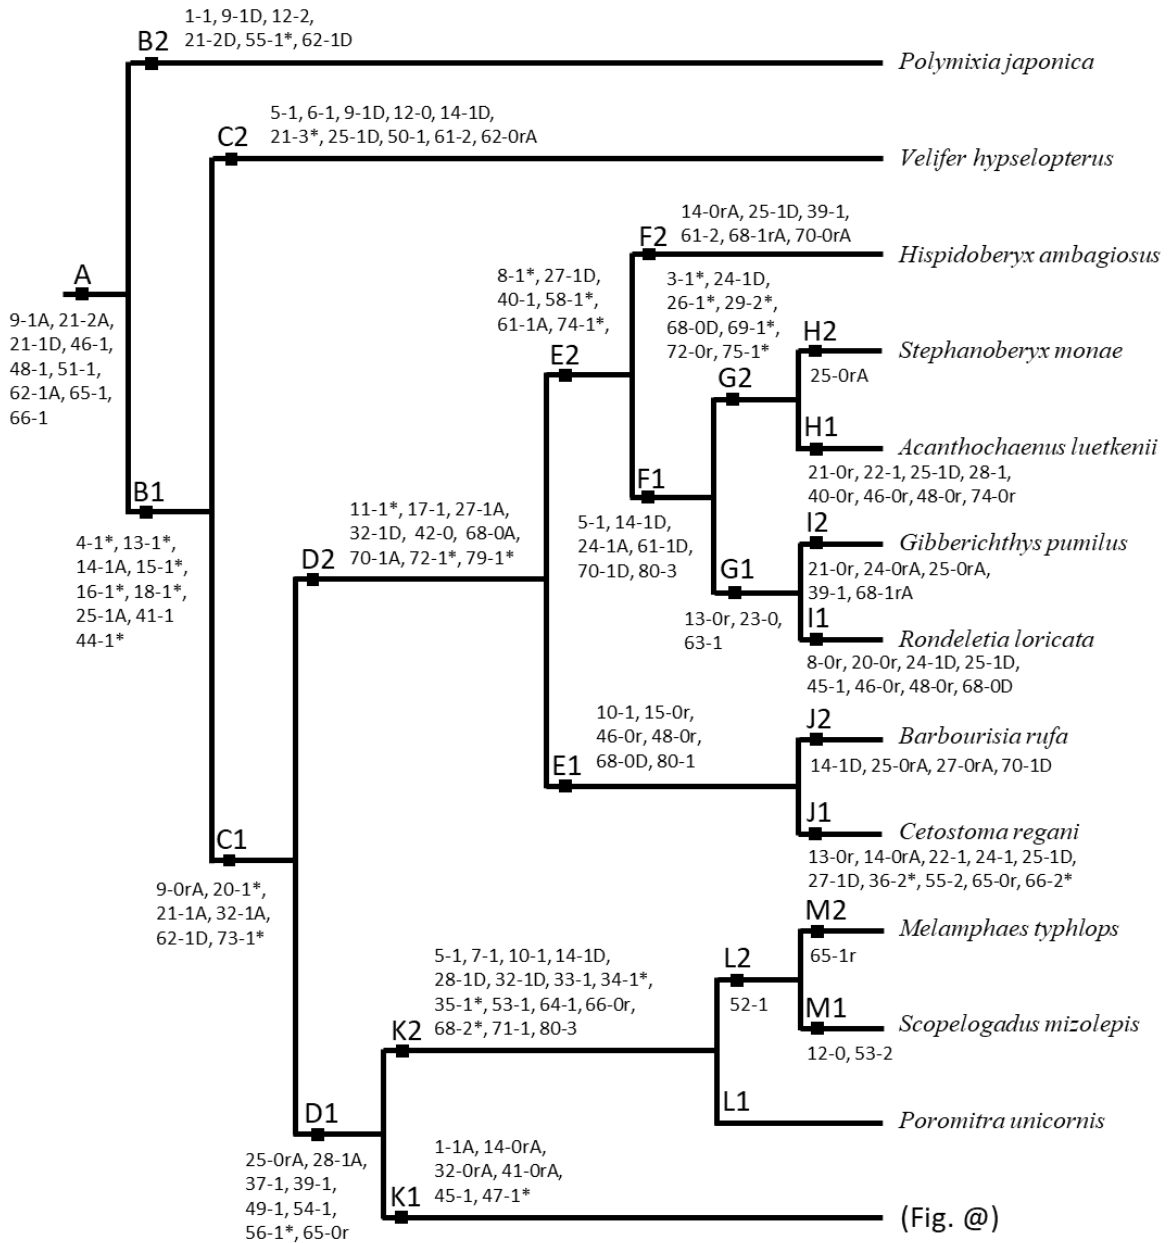 B2
1-1, 9-1D, 12-2,
21-2D, 55-1*, 62-1D
Polymixia japonica
C2
5-1, 6-1, 9-1D, 12-0, 14-1D,
21-3*, 25-1D, 50-1, 61-2, 62-0rA
Velifer hypselopterus
A
9-1A, 21-2A,
21-1D, 46-1,
48-1, 51-1,
62-1A, 65-1,
66-1
F2
14-0rA, 25-1D, 39-1,
61-2, 68-1rA, 70-0rA
Hispidoberyx ambagiosus
E2
8-1*, 27-1D,
40-1, 58-1*,
61-1A, 74-1*,
3-1*, 24-1D,
26-1*, 29-2*,
68-0D, 69-1*,
72-0r, 75-1*
G2
H2
25-0rA
Stephanoberyx monae
H1
Acanthochaenus luetkenii
21-0r, 22-1, 25-1D, 28-1,
40-0r, 46-0r, 48-0r, 74-0r
F1
5-1, 14-1D,
24-1A, 61-1D,
70-1D, 80-3
G1
13-0r, 23-0,
63-1
I2
Gibberichthys pumilus
21-0r, 24-0rA, 25-0rA,
39-1, 68-1rA
I1
Rondeletia loricata
8-0r, 20-0r, 24-1D, 25-1D,
45-1, 46-0r, 48-0r, 68-0D
B1
4-1*, 13-1*,
14-1A, 15-1*,
16-1*, 18-1*,
25-1A, 41-1
44-1*
D2
11-1*, 17-1, 27-1A,
32-1D, 42-0, 68-0A,
70-1A, 72-1*, 79-1*
E1
10-1, 15-0r,
46-0r, 48-0r,
68-0D, 80-1
J2
Barbourisia rufa
14-1D, 25-0rA, 27-0rA, 70-1D
J1
Cetostoma regani
13-0r, 14-0rA, 22-1, 24-1, 25-1D,
27-1D, 36-2*, 55-2, 65-0r, 66-2*
C1
9-0rA, 20-1*,
21-1A, 32-1A,
62-1D, 73-1*
K2
5-1, 7-1, 10-1, 14-1D,
28-1D, 32-1D, 33-1, 34-1*,
35-1*, 53-1, 64-1, 66-0r,
68-2*, 71-1, 80-3
L2
52-1
M2
Melamphaes typhlops
65-1r
M1
Scopelogadus mizolepis
12-0, 53-2
L1
Poromitra unicornis
D1
25-0rA, 28-1A,
37-1, 39-1,
49-1, 54-1,
56-1*, 65-0r
K1
1-1A, 14-0rA,
32-0rA, 41-0rA,
45-1, 47-1*
(Fig. @)